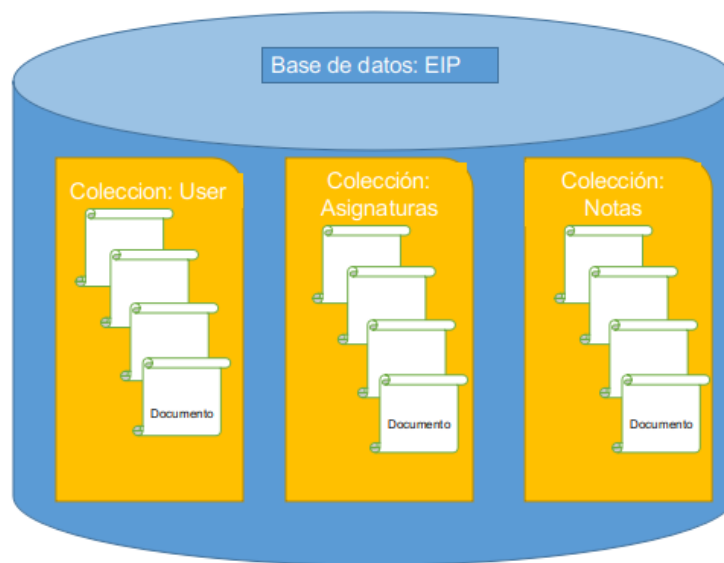 Base de datos: EIP
Coleccion: User
Documento
Colección:
Asignaturas
Documento
Colección:
Notas
Documento